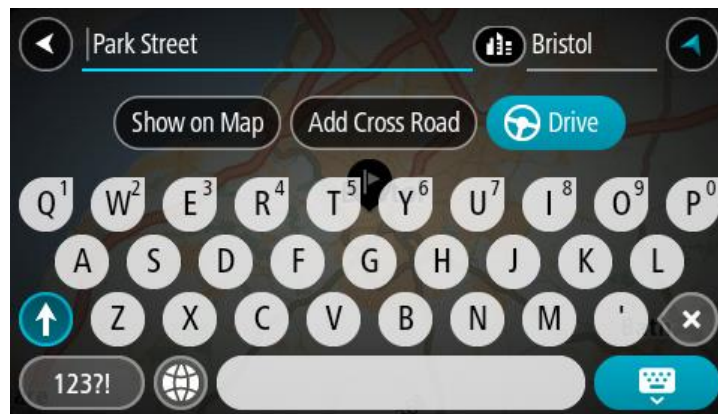 Park Street Bristol
Show on Map Add Cross Road Drive
Q1 W2 E3 R4 T5 Y6 U7 I8 O9 P0
A S D F G H J K L
Z X C V B N M '
123?!